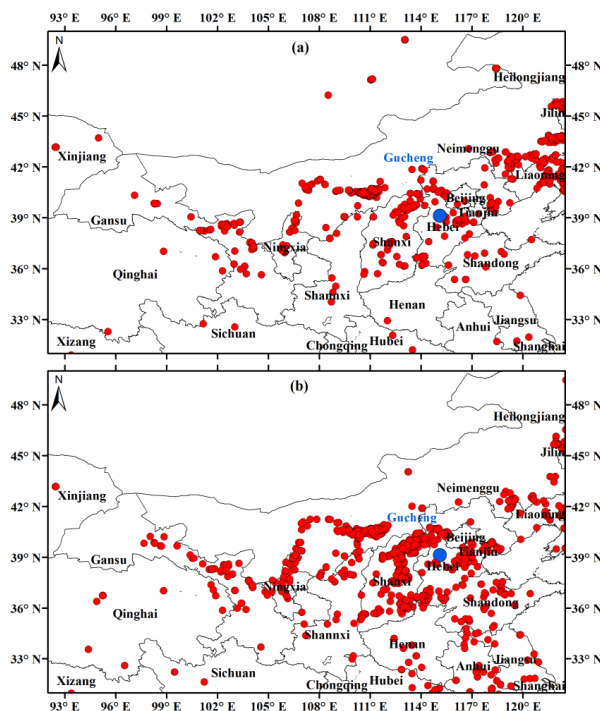 93° E 96° E 99° E 102° E 105° E 108° E 111° E 114° E 117° E 120° E
N
(a)
48° N
48° N
Heilongjiang
45° N
45° N
Jilin
Neimenggu
Xinjiang
Gucheng
42° N
42° N
Liaoning
Beijing
Tianjin
39° N
39° N
Gansu
Hebei
Shanxi
Ningxia
Shandong
36° N
36° N
Qinghai
Shannxi
Henan
33° N
33° N
Jiangsu
Anhui
Sichuan
Hubei
Xizang
Chongqing
Shanghai
N
(b)
48° N
48° N
Heilongjiang
45° N
45° N
Jilin
Neimenggu
Xinjiang
Gucheng
42° N
42° N
Liaoning
Beijing
Tianjin
39° N
39° N
Gansu
Hebei
Shanxi
Ningxia
Shandong
36° N
36° N
Qinghai
Shannxi
Henan
33° N
33° N
Jiangsu
Anhui
Sichuan
Hubei
Xizang
Chongqing
Shanghai
93° E 96° E 99° E 102° E 105° E 108° E 111° E 114° E 117° E 120° E